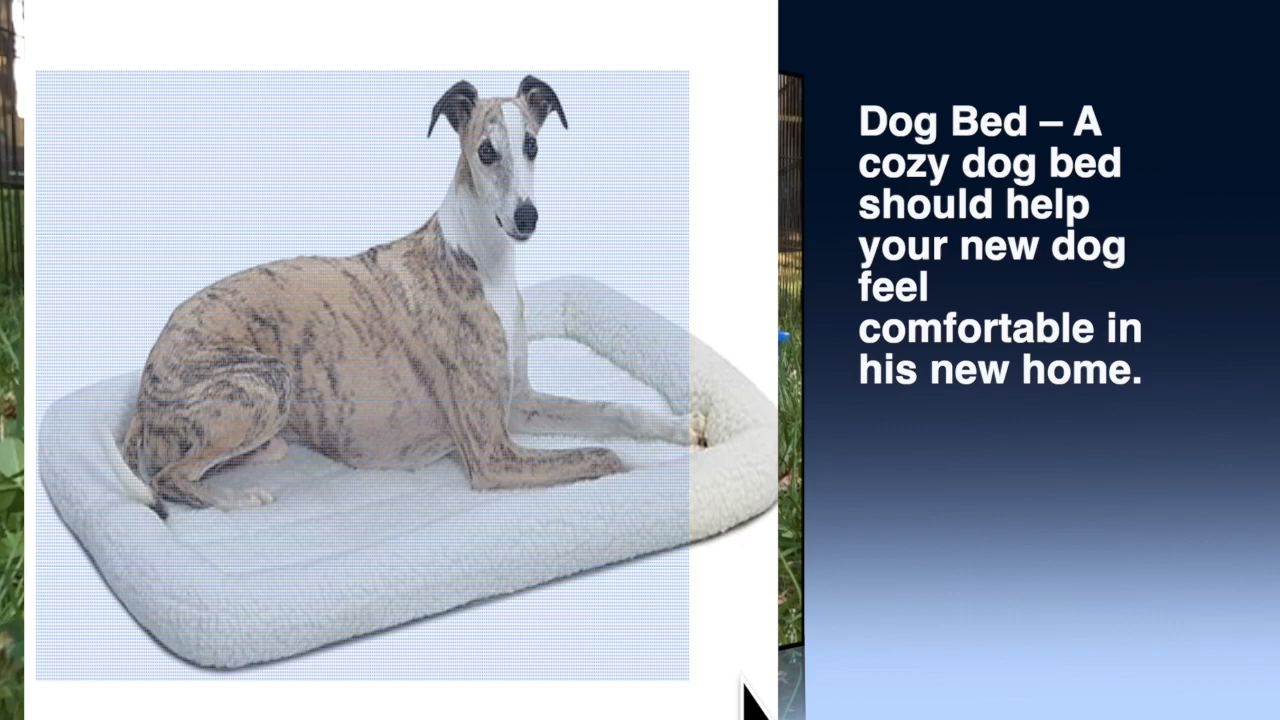 Dog Bed – A
cozy dog bed
should help
your new dog
feel
comfortable in
his new home.